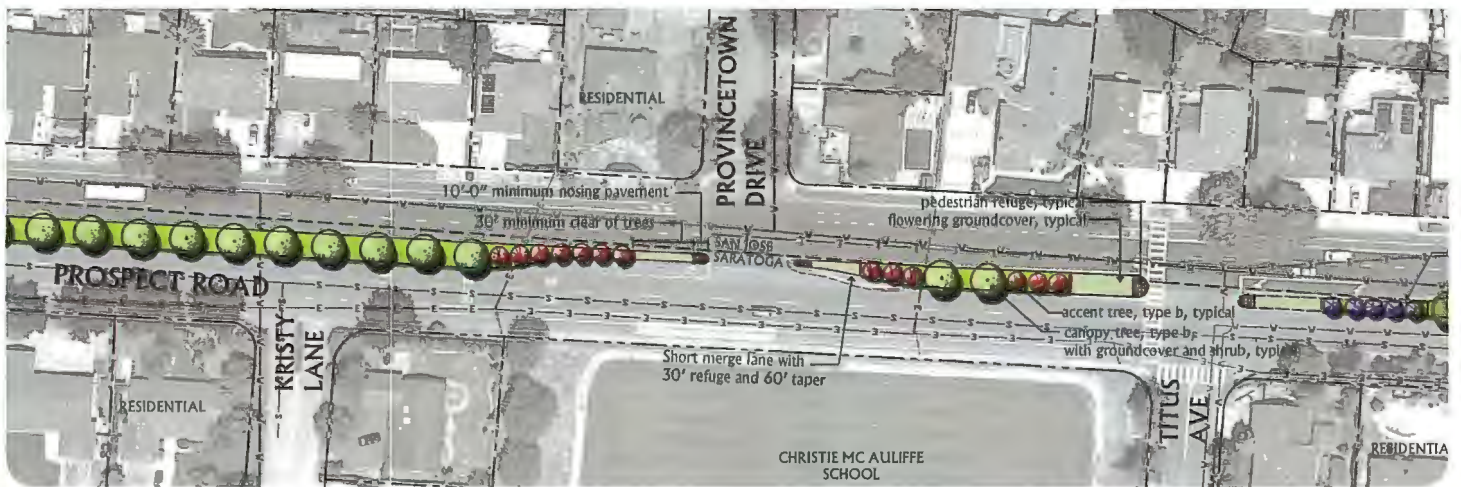 RESIDENTIAL
PROVINCETOWN
DRIVE
10'-0" minimum nosing pavement
30' minimum clear of trees
pedestrian refuge, typical
flowering groundcover, typical
SAN JOSE
SARATOGA
PROSPECT ROAD
KRISTY
LANE
accent tree, type b, typical
canopy tree, type b,
with groundcover and shrub, typical
Short merge lane with
30' refuge and 60' taper
RESIDENTIAL
CHRISTIE MC AULIFFE
SCHOOL
TITUS
AVE
RESIDENTIA